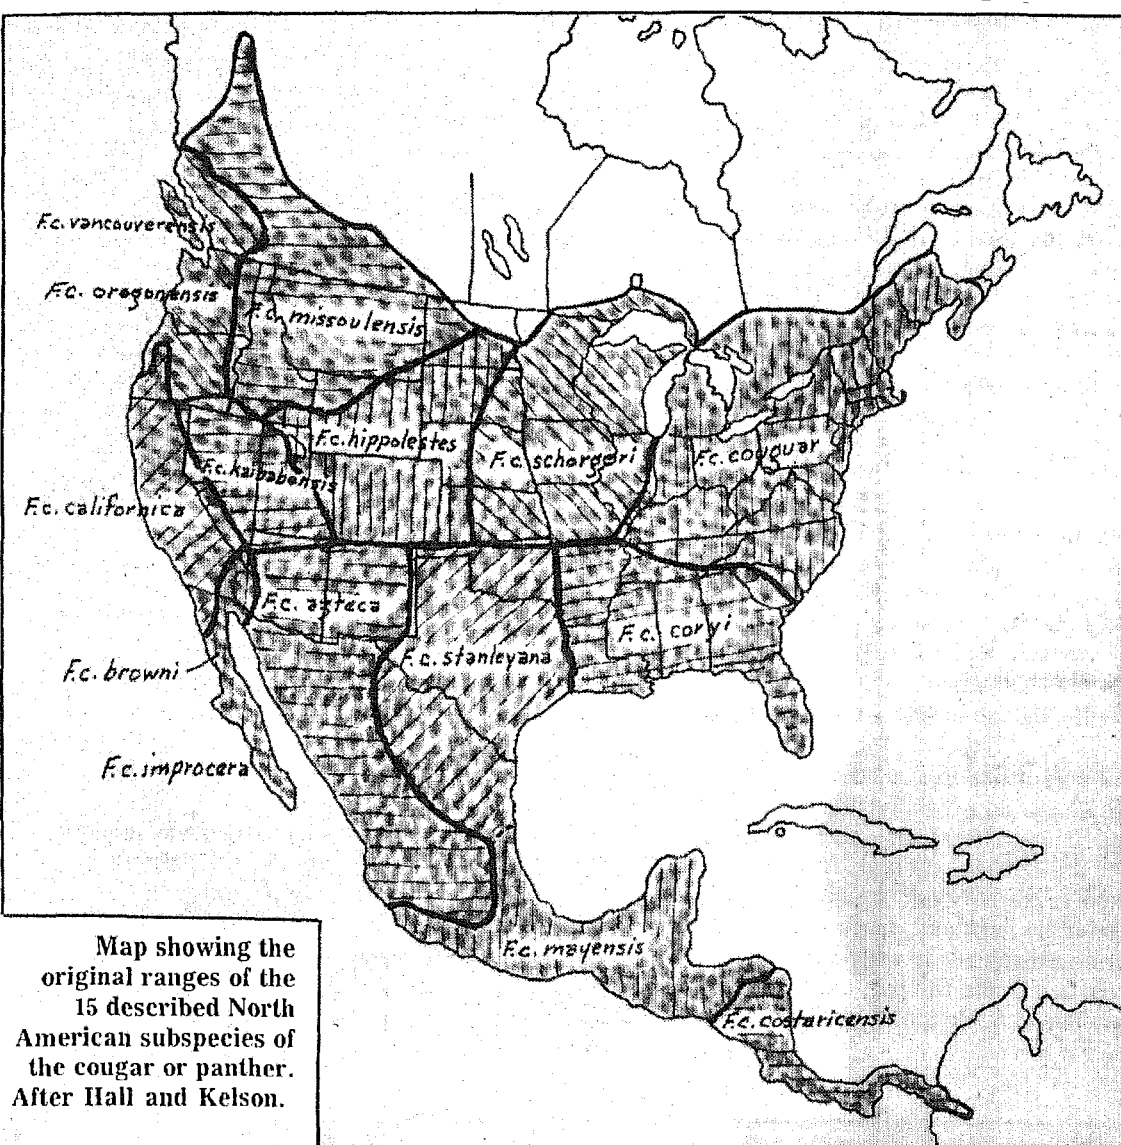 F.c. vancouverensis
F.c. oregonensis
F.c. missoulensis
F.c. hippolestes
F.c. schorgeri
F.c. couguar
F.c. kaibabensis
F.c. californica
F.c. azteca
F.c. coryi
F.c. stanleyana
F.c. browni
F.c. improcera
F.c. mayensis
F.c. costaricensis
Map showing the
original ranges of the
15 described North
American subspecies of
the cougar or panther.
After Hall and Kelson.